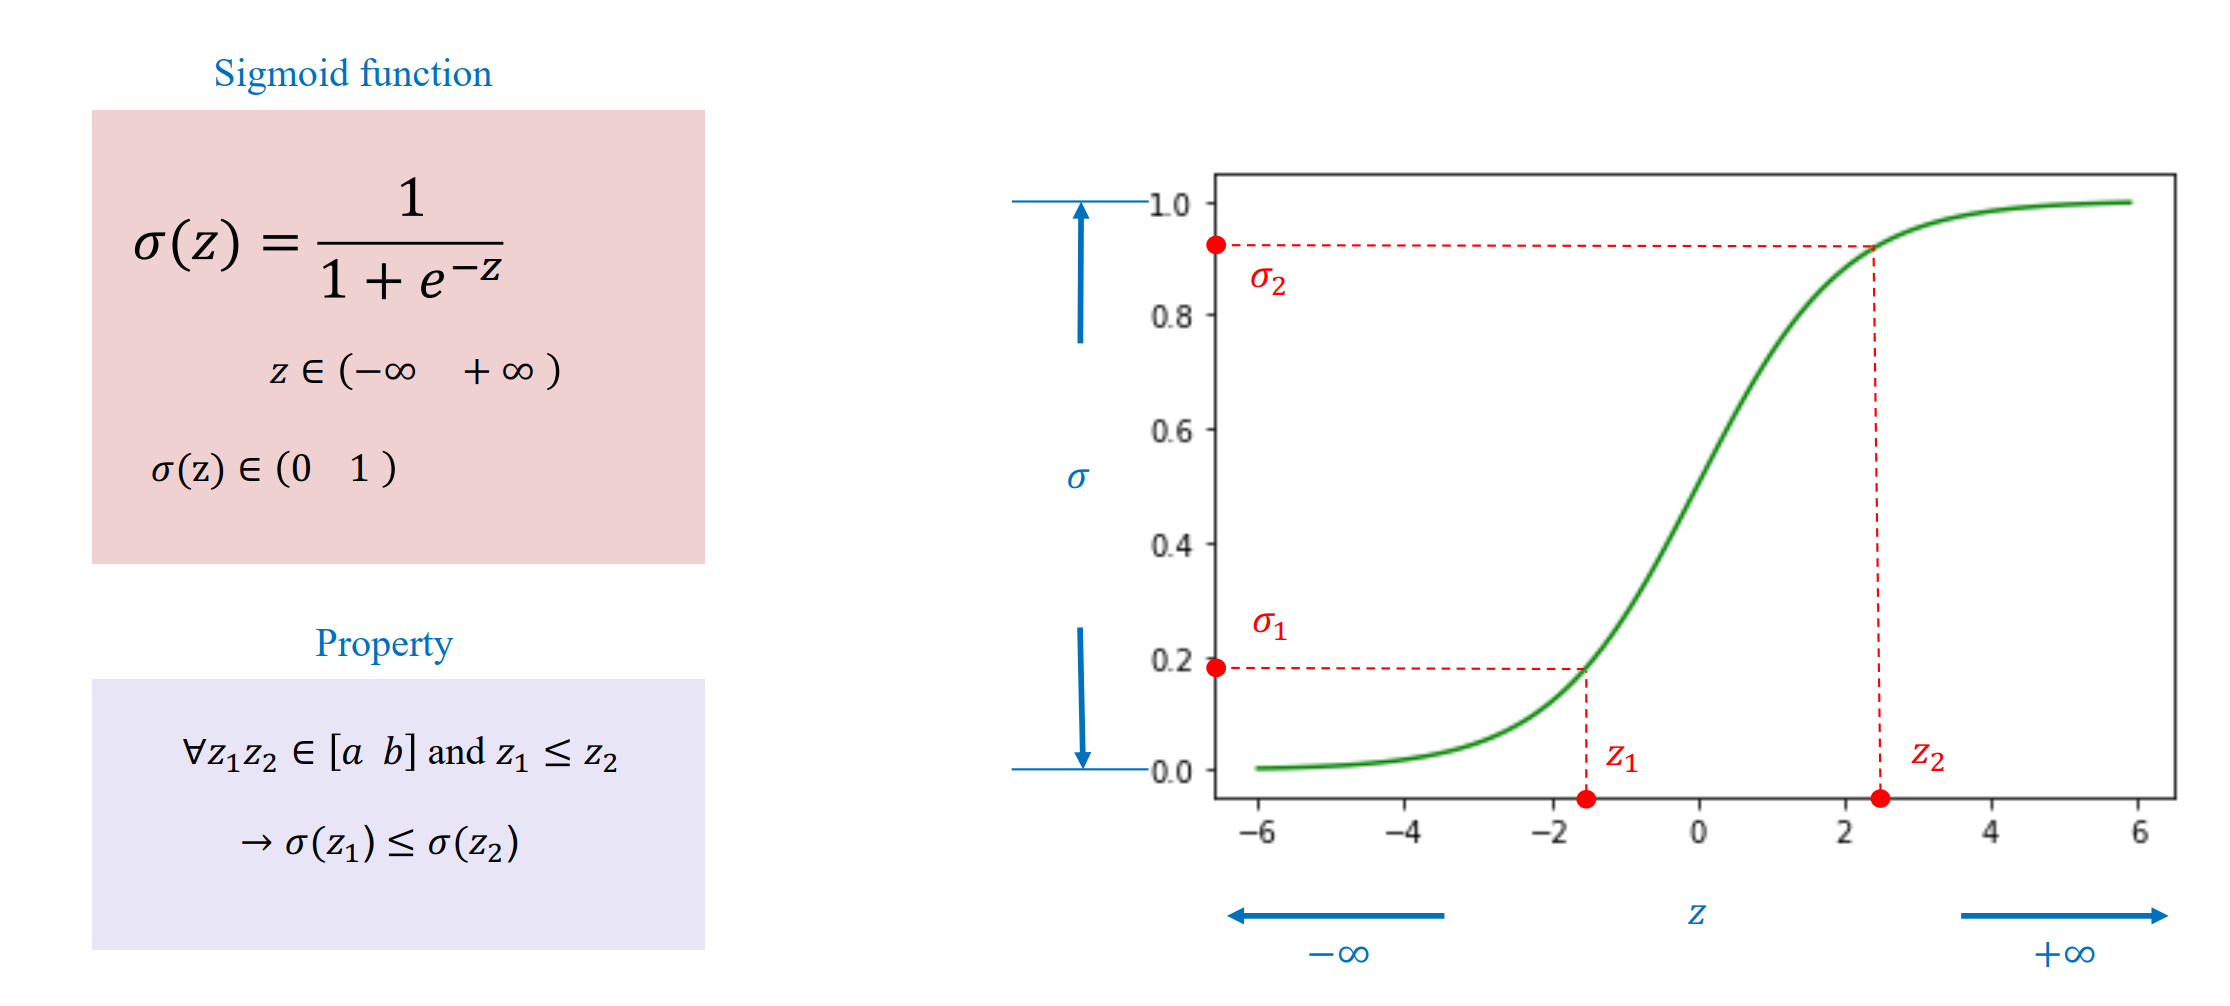 Sigmoid function
σ(z) = 1 / (1 + e^{−z})
z ∈ (−∞ + ∞ )
σ(z) ∈ (0 1 )
Property
∀z₁z₂ ∈ [a b] and z₁ ≤ z₂
→ σ(z₁) ≤ σ(z₂)
σ
1.0
0.8
0.6
0.4
0.2
0.0
σ₂
σ₁
z₁
z₂
−6 −4 −2 0 2 4 6
z
−∞
+∞